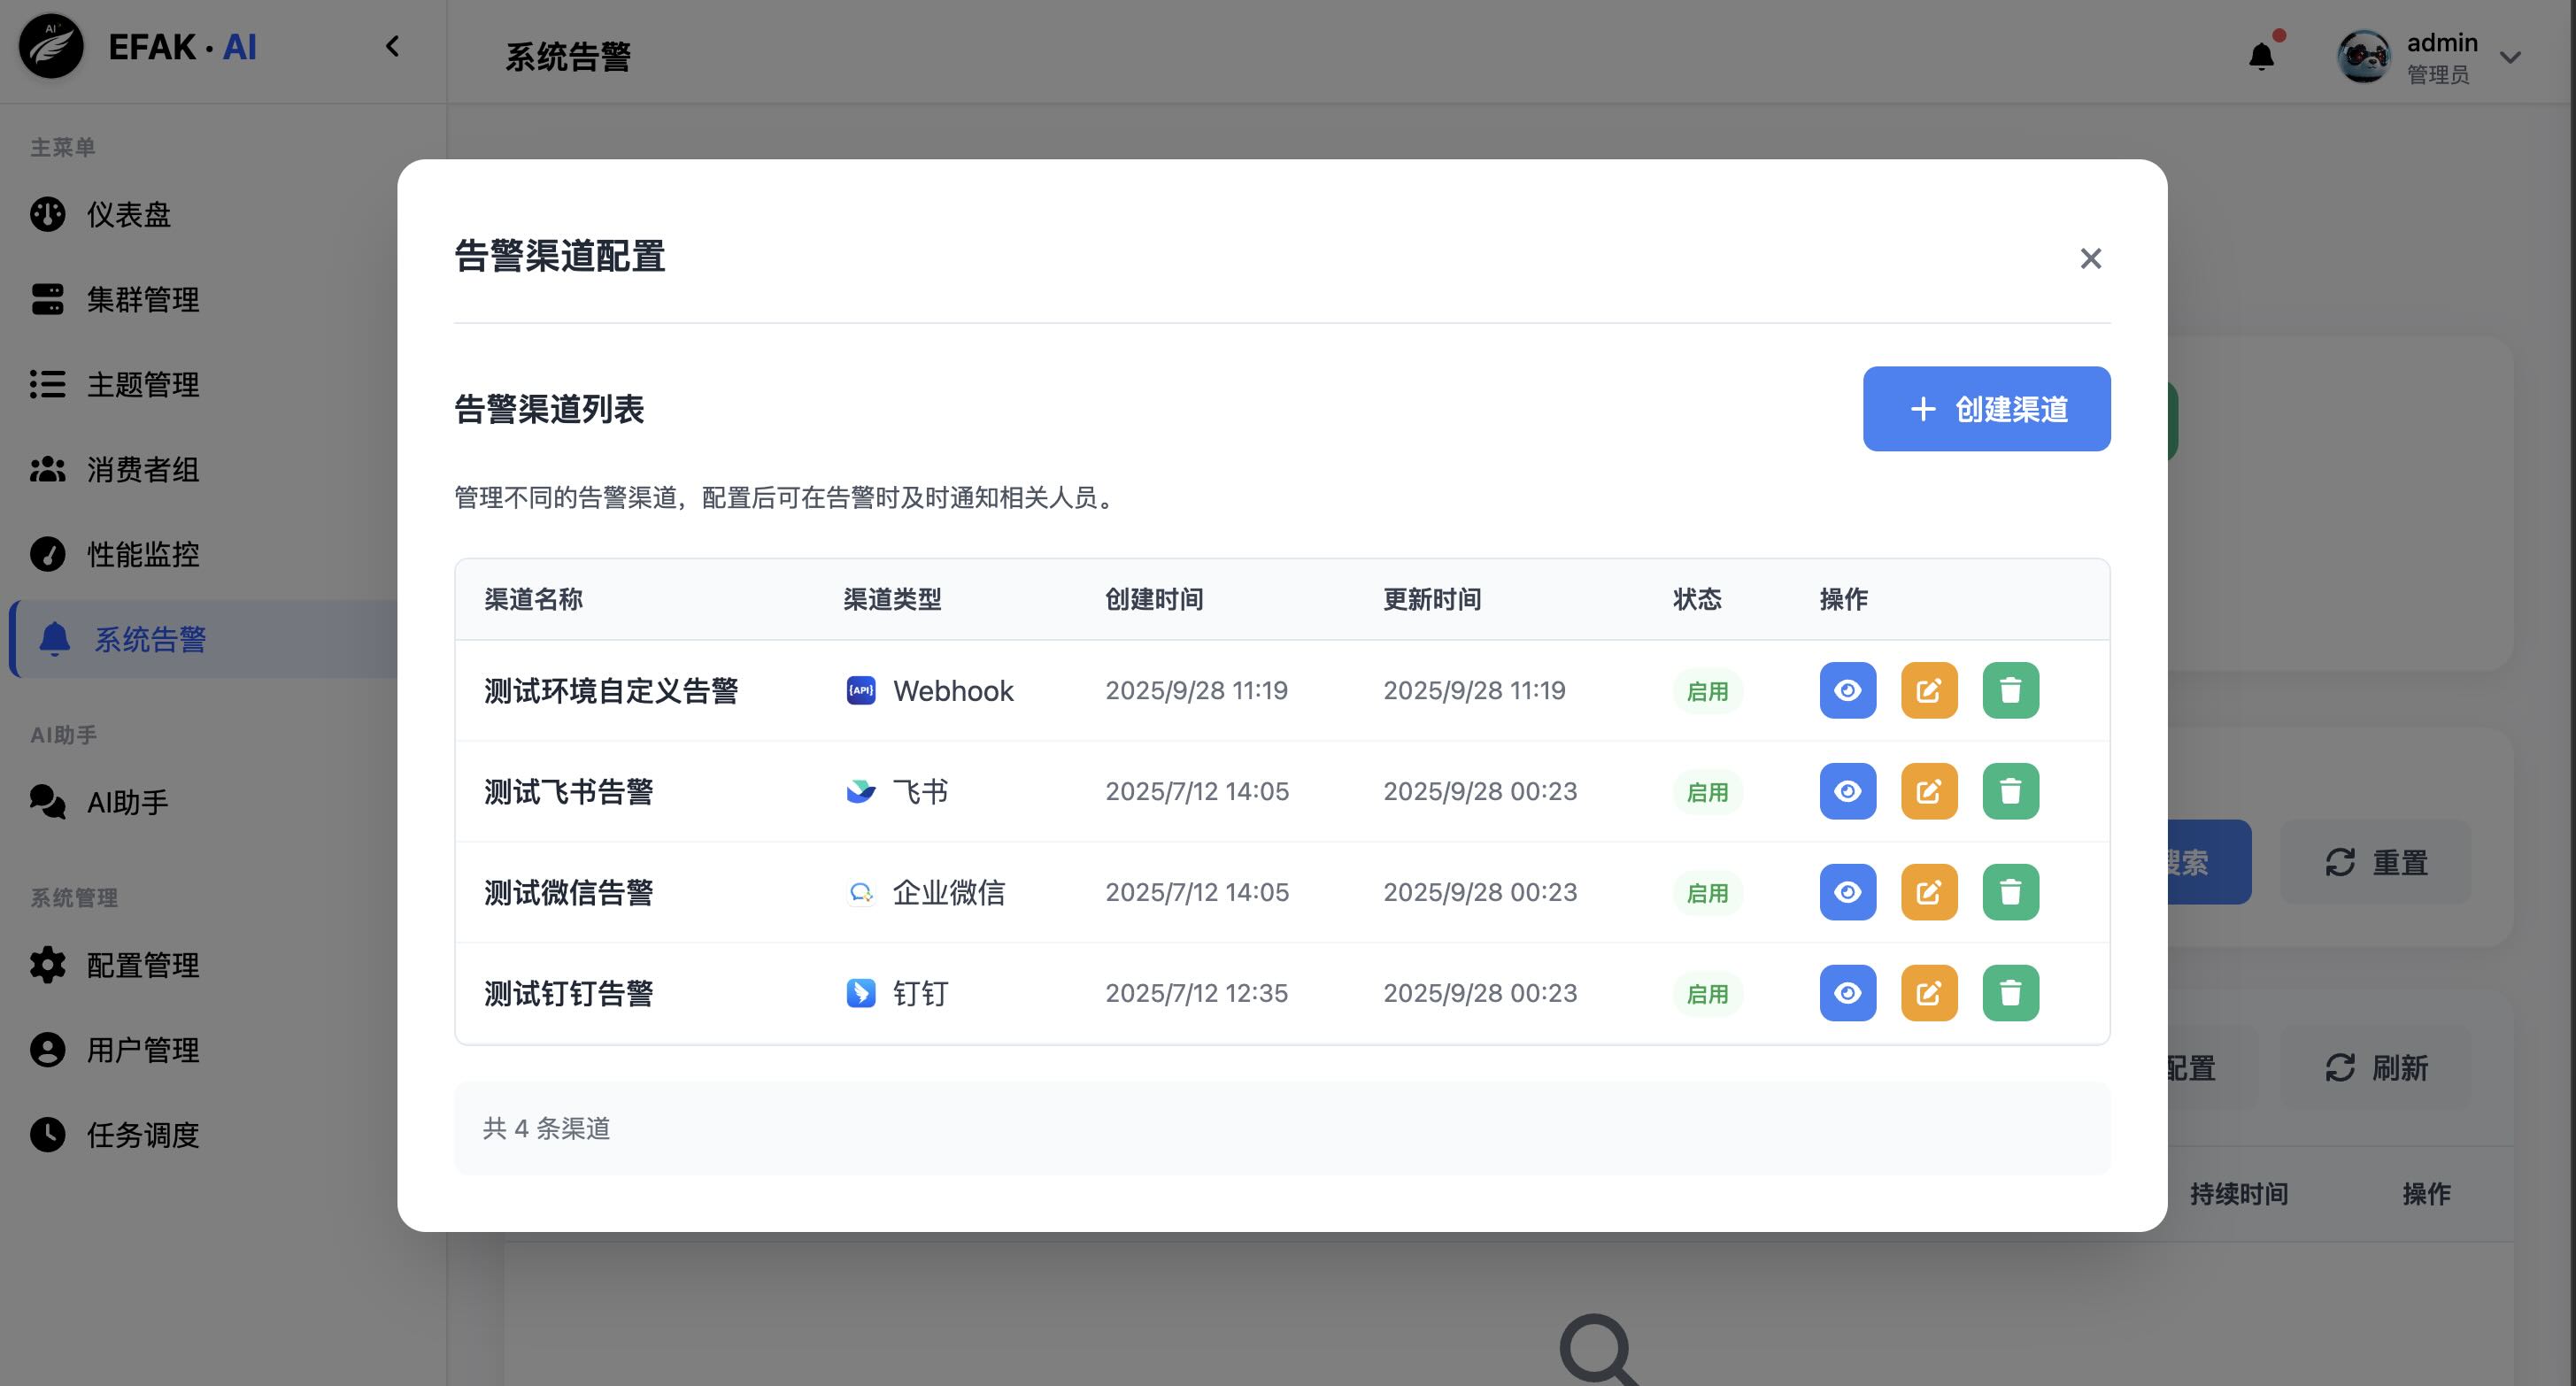 EFAK · AI
系统告警
admin
管理员
主菜单
仪表盘
集群管理
主题管理
消费者组
性能监控
系统告警
AI助手
AI助手
系统管理
配置管理
用户管理
任务调度
告警渠道配置
告警渠道列表
创建渠道
管理不同的告警渠道，配置后可在告警时及时通知相关人员。
渠道名称 渠道类型 创建时间 更新时间 状态 操作
测试环境自定义告警 {API} Webhook 2025/9/28 11:19 2025/9/28 11:19 启用
测试飞书告警 飞书 2025/7/12 14:05 2025/9/28 00:23 启用
测试微信告警 企业微信 2025/7/12 14:05 2025/9/28 00:23 启用
测试钉钉告警 钉钉 2025/7/12 12:35 2025/9/28 00:23 启用
共 4 条渠道
搜索 重置
配置 刷新
持续时间 操作